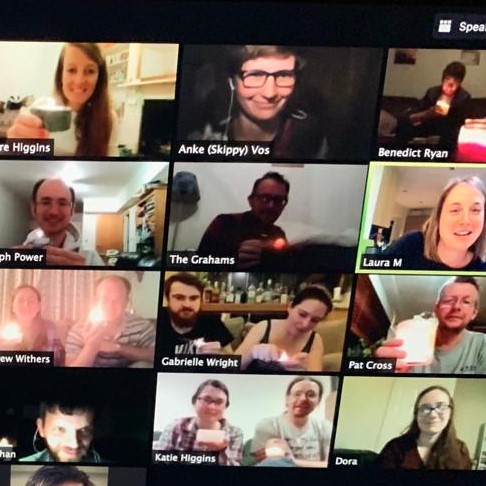 Spea
re Higgins
Anke (Skippy) Vos
Benedict Ryan
ph Power
The Grahams
Laura M
ew Withers
Gabrielle Wright
Pat Cross
han
Katie Higgins
Dora